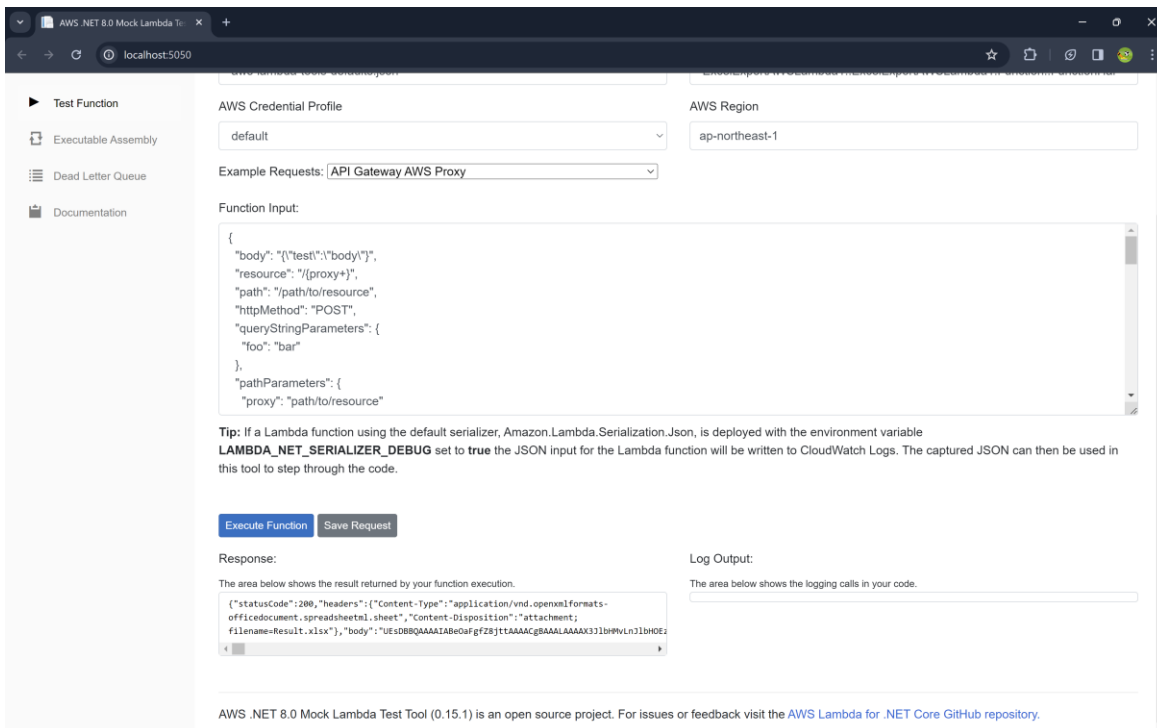 AWS .NET 8.0 Mock Lambda Te
localhost:5050
Test Function
Executable Assembly
Dead Letter Queue
Documentation
AWS Credential Profile
AWS Region
default
ap-northeast-1
Example Requests: API Gateway AWS Proxy
Function Input:
{
"body": "{\"test\":\"body\"}",
"resource": "/{proxy+}",
"path": "/path/to/resource",
"httpMethod": "POST",
"queryStringParameters": {
"foo": "bar"
},
"pathParameters": {
"proxy": "path/to/resource"
Tip: If a Lambda function using the default serializer, Amazon.Lambda.Serialization.Json, is deployed with the environment variable
LAMBDA_NET_SERIALIZER_DEBUG set to true the JSON input for the Lambda function will be written to CloudWatch Logs. The captured JSON can then be used in
this tool to step through the code.
Execute Function Save Request
Response:
Log Output:
The area below shows the result returned by your function execution.
The area below shows the logging calls in your code.
{"statusCode":200,"headers":{"Content-Type":"application/vnd.openxmlformats-
officedocument.spreadsheetml.sheet","Content-Disposition":"attachment;
filename=Result.xlsx"},"body":
AWS .NET 8.0 Mock Lambda Test Tool (0.15.1) is an open source project. For issues or feedback visit the AWS Lambda for .NET Core GitHub repository.